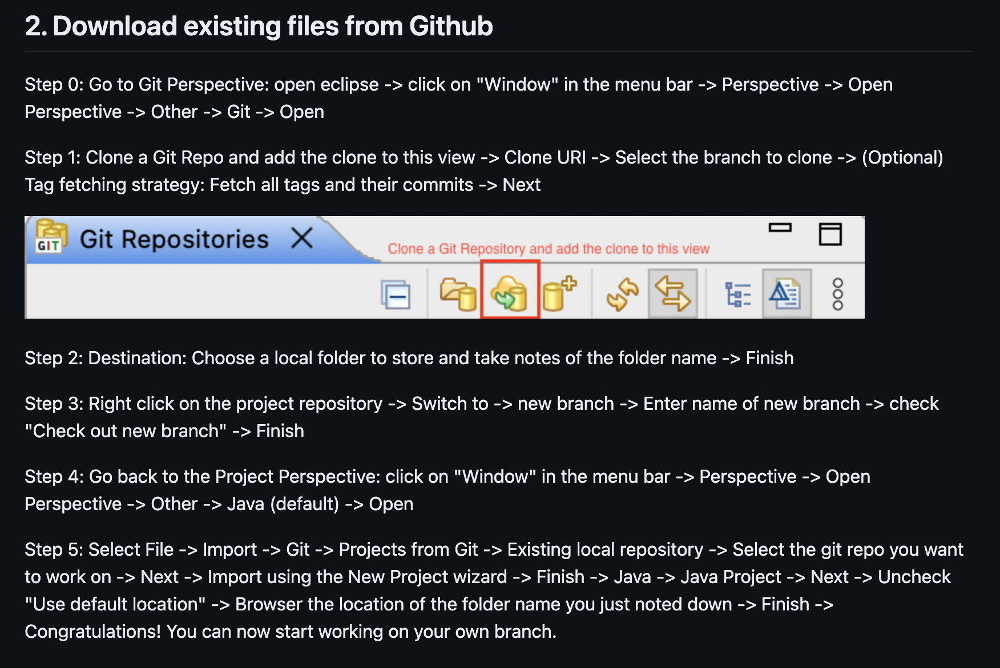 2. Download existing files from Github
Step 0: Go to Git Perspective: open eclipse -> click on "Window" in the menu bar -> Perspective -> Open
Perspective -> Other -> Git -> Open
Step 1: Clone a Git Repo and add the clone to this view -> Clone URI -> Select the branch to clone -> (Optional)
Tag fetching strategy: Fetch all tags and their commits -> Next
GIT Git Repositories
Clone a Git Repository and add the clone to this view
Step 2: Destination: Choose a local folder to store and take notes of the folder name -> Finish
Step 3: Right click on the project repository -> Switch to -> new branch -> Enter name of new branch -> check
"Check out new branch" -> Finish
Step 4: Go back to the Project Perspective: click on "Window" in the menu bar -> Perspective -> Open
Perspective -> Other -> Java (default) -> Open
Step 5: Select File -> Import -> Git -> Projects from Git -> Existing local repository -> Select the git repo you want
to work on -> Next -> Import using the New Project wizard -> Finish -> Java -> Java Project -> Next -> Uncheck
"Use default location" -> Browser the location of the folder name you just noted down -> Finish ->
Congratulations! You can now start working on your own branch.